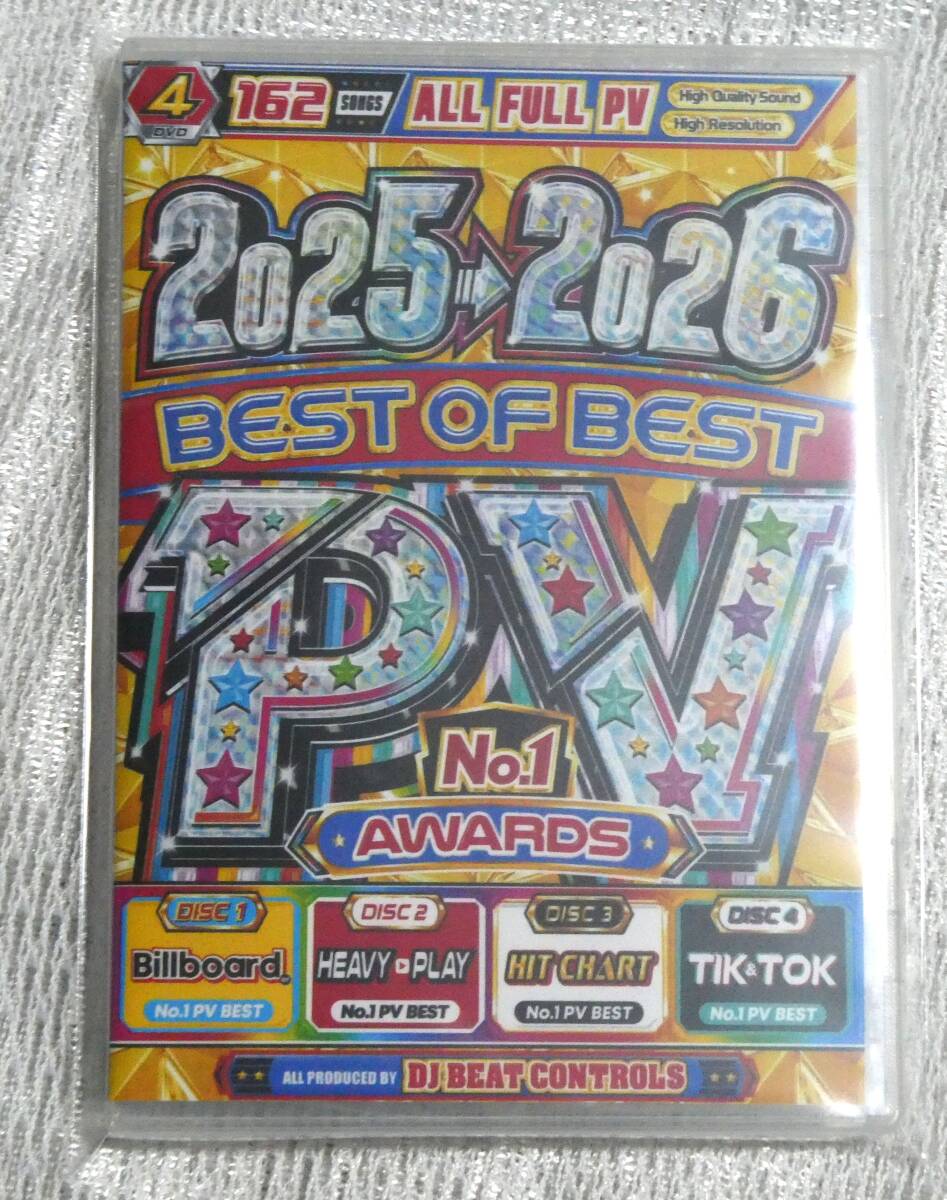 4 DVD
162 SONGS ALL FULL PV
High Quality Sound
High Resolution
2025 2026
BEST OF BEST
PV
No.1
AWARDS
DISC 1
Billboard.
No.1 PV BEST
DISC 2
HEAVY PLAY
No.1 PV BEST
DISC 3
HIT CHART
No.1 PV BEST
DISC 4
TIK & TOK
No.1 PV BEST
ALL PRODUCED BY DJ BEAT CONTROLS